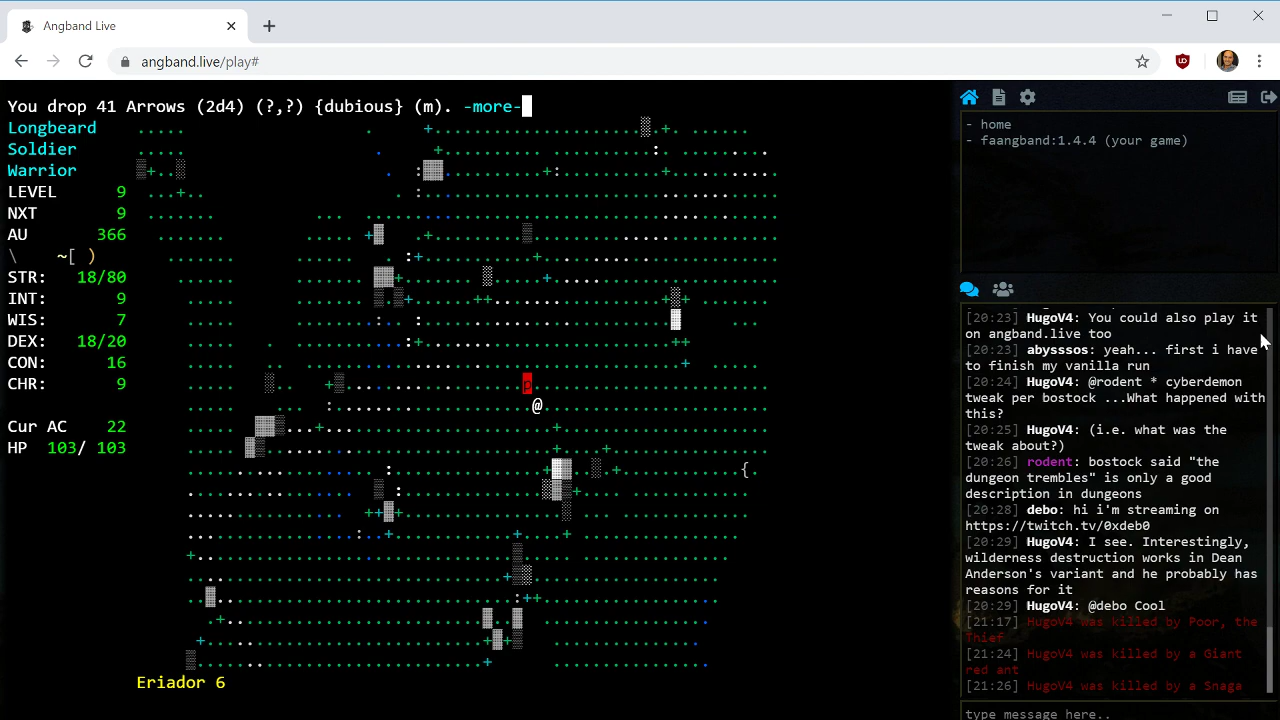 Angband Live
angband.live/play#
You drop 41 Arrows (2d4) (?,?) {dubious} (m). -more-
Longbeard
Soldier
Warrior
LEVEL 9
NXT 9
AU 366
\ ~[ )
STR: 18/80
INT: 9
WIS: 7
DEX: 18/20
CON: 16
CHR: 9
Cur AC 22
HP 103/ 103
p
@
{
Eriador 6
- home
- faangband:1.4.4 (your game)
[20:23] HugoV4: You could also play it
on angband.live too
[20:23] abysssos: yeah... first i have
to finish my vanilla run
[20:24] HugoV4: @rodent * cyberdemon
tweak per bostock ...What happened with
this?
[20:25] HugoV4: (i.e. what was the
tweak about?)
[20:26] rodent: bostock said "the
dungeon trembles" is only a good
description in dungeons
[20:28] debo: hi i'm streaming on
https://twitch.tv/0xdeb0
[20:29] HugoV4: I see. Interestingly,
wilderness destruction works in Dean
Anderson's variant and he probably has
reasons for it
[20:29] HugoV4: @debo Cool
[21:17] HugoV4 was killed by Poor, the
Thief
[21:24] HugoV4 was killed by a Giant
red ant
[21:26] HugoV4 was killed by a Snaga
type message here..